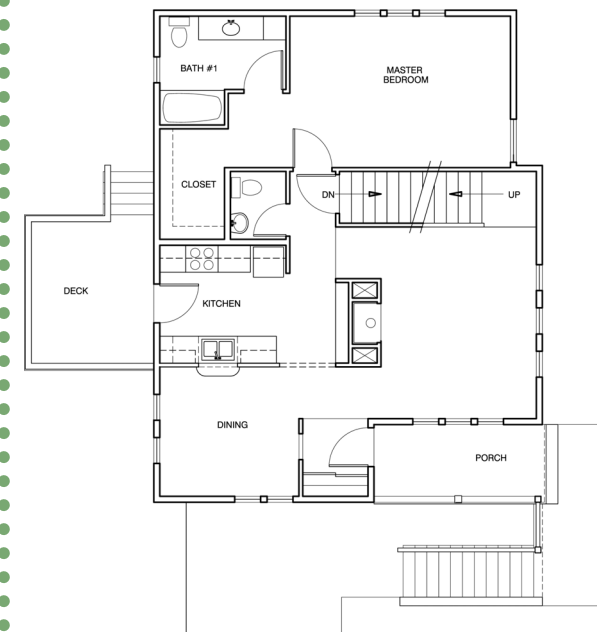 BATH #1
MASTER
BEDROOM
CLOSET
DN
UP
DECK
KITCHEN
DINING
PORCH